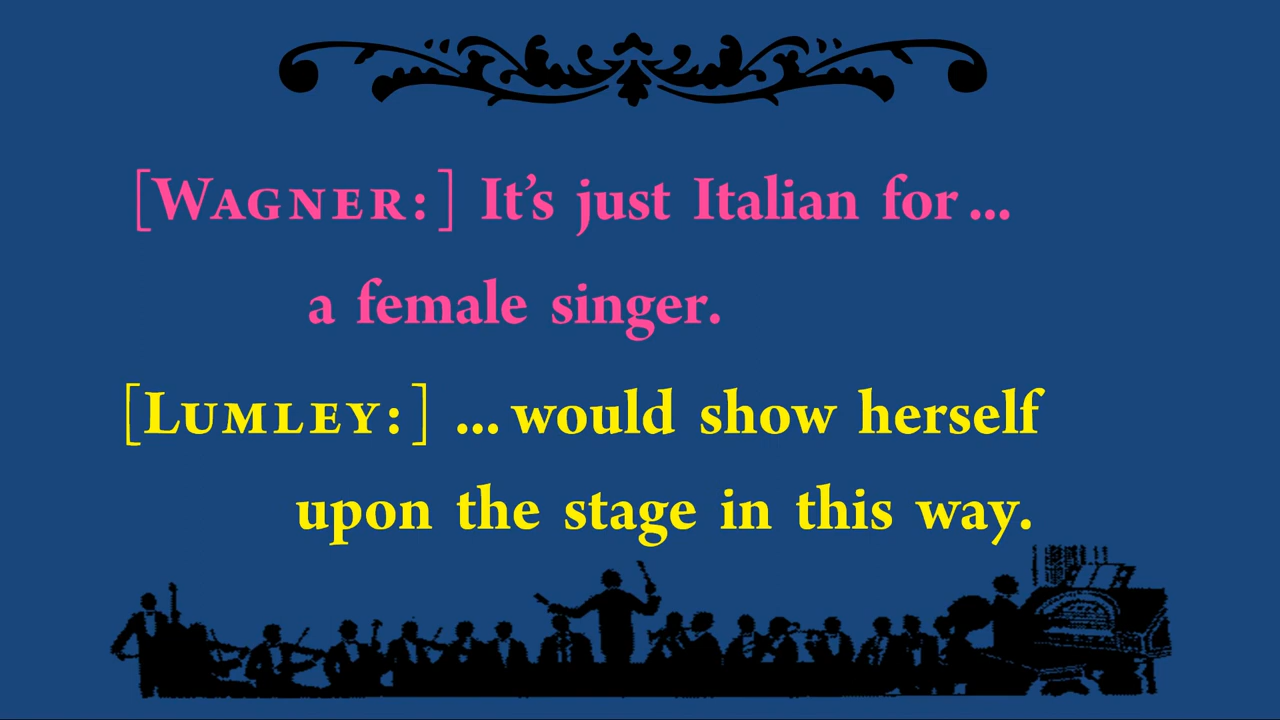 [WAGNER:] It’s just Italian for ...
a female singer.
[LUMLEY:] ... would show herself
upon the stage in this way.